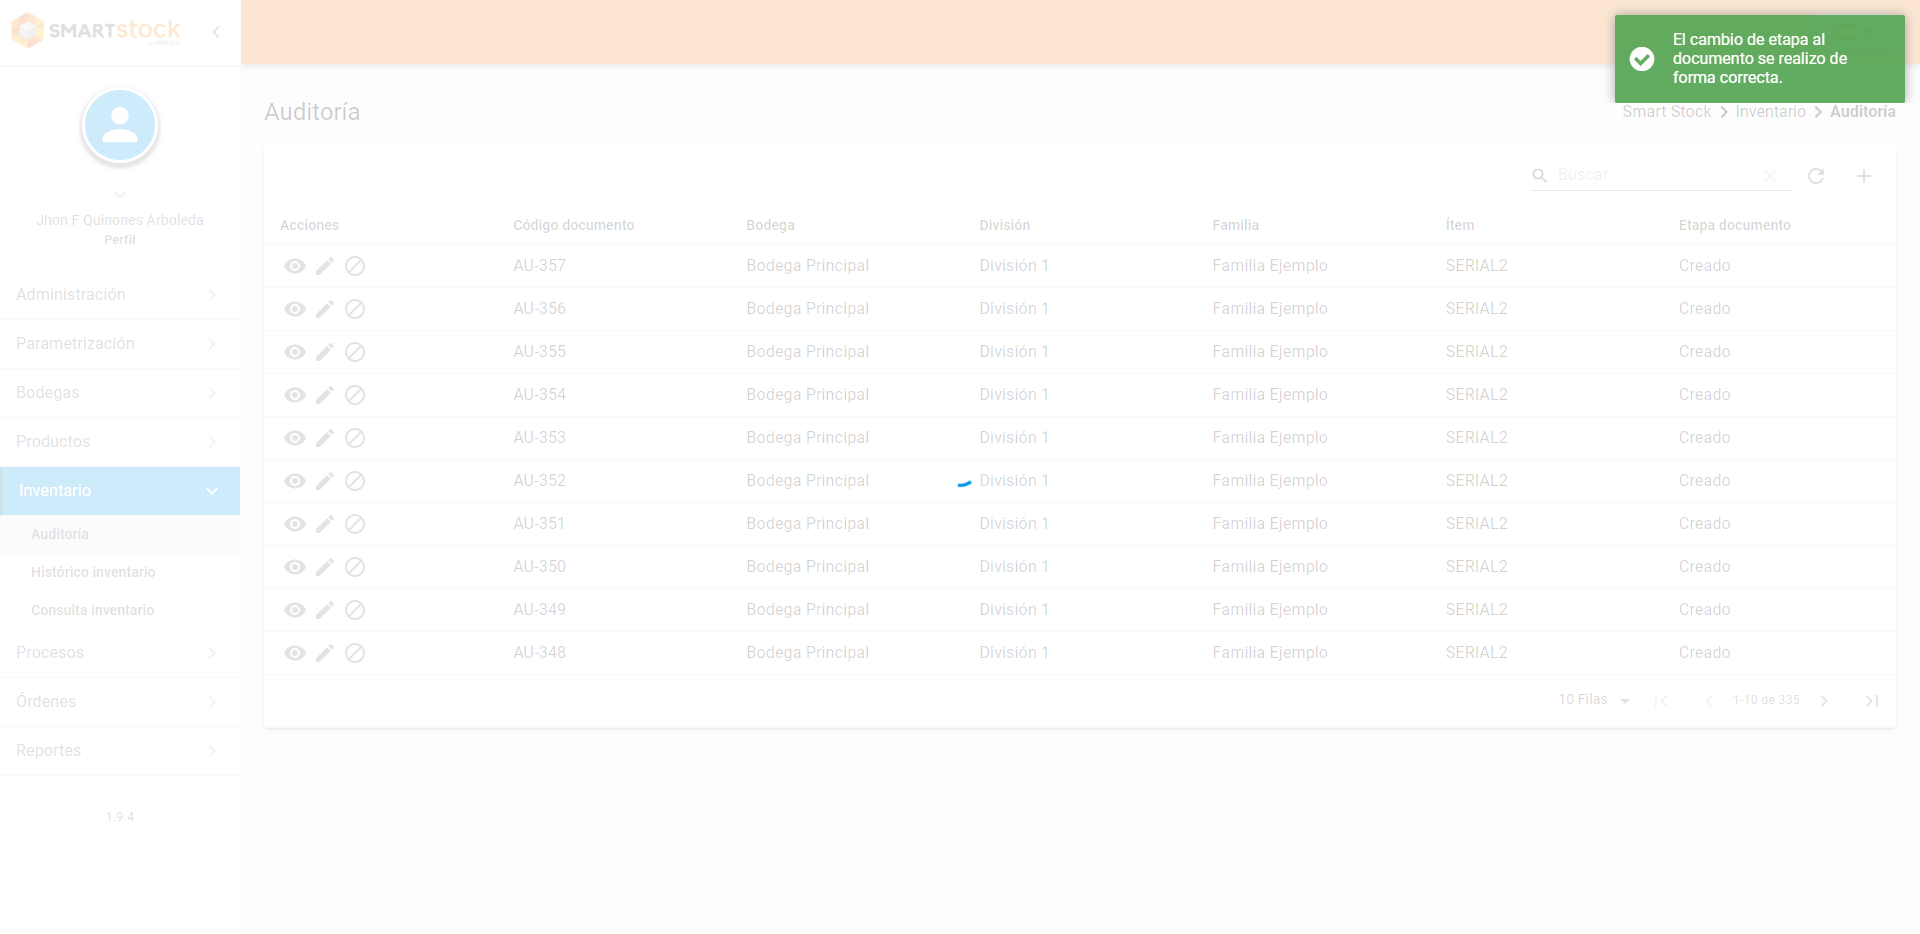 SMARTstock
Jhon F Quinones Arboleda
Perfil
Administración
Parametrización
Bodegas
Productos
Inventario
Auditoría
Histórico inventario
Consulta inventario
Procesos
Órdenes
Reportes
1.9.4
El cambio de etapa al
documento se realizo de
forma correcta.
Auditoría
Smart Stock Inventario Auditoría
Buscar
Acciones Código documento Bodega División Familia Ítem Etapa documento
AU-357 Bodega Principal División 1 Familia Ejemplo SERIAL2 Creado
AU-356 Bodega Principal División 1 Familia Ejemplo SERIAL2 Creado
AU-355 Bodega Principal División 1 Familia Ejemplo SERIAL2 Creado
AU-354 Bodega Principal División 1 Familia Ejemplo SERIAL2 Creado
AU-353 Bodega Principal División 1 Familia Ejemplo SERIAL2 Creado
AU-352 Bodega Principal División 1 Familia Ejemplo SERIAL2 Creado
AU-351 Bodega Principal División 1 Familia Ejemplo SERIAL2 Creado
AU-350 Bodega Principal División 1 Familia Ejemplo SERIAL2 Creado
AU-349 Bodega Principal División 1 Familia Ejemplo SERIAL2 Creado
AU-348 Bodega Principal División 1 Familia Ejemplo SERIAL2 Creado
10 Filas 1-10 de 335